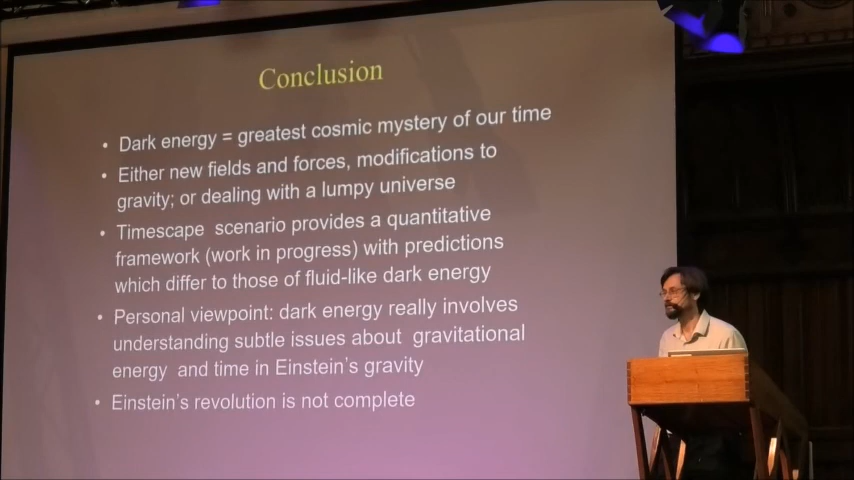 Conclusion
• Dark energy = greatest cosmic mystery of our time
• Either new fields and forces, modifications to
gravity; or dealing with a lumpy universe
• Timescape scenario provides a quantitative
framework (work in progress) with predictions
which differ to those of fluid-like dark energy
• Personal viewpoint: dark energy really involves
understanding subtle issues about gravitational
energy and time in Einstein's gravity
• Einstein's revolution is not complete